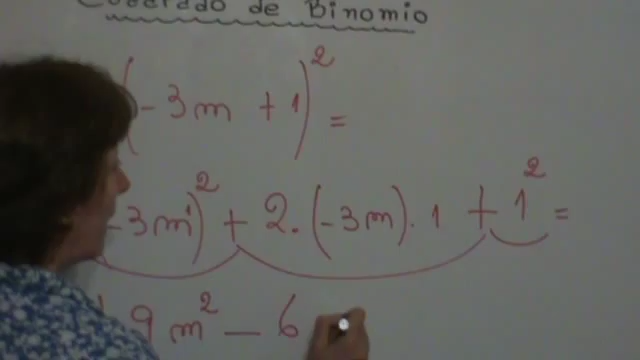 Cuadrado de Binomio
(-3m + 1)² =
-3m)² + 2·(-3m)·1 + 1² =
9m² - 6